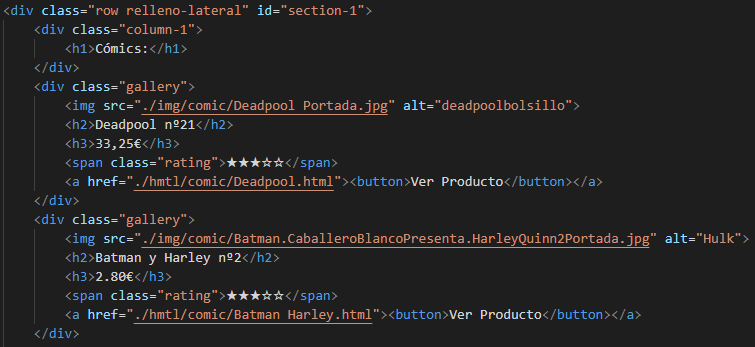 <div class="row relleno-lateral" id="section-1">
<div class="column-1">
<h1>Cómics:</h1>
</div>
<div class="gallery">
<img src="./img/comic/Deadpool Portada.jpg" alt="deadpoolbolsillo">
<h2>Deadpool nº21</h2>
<h3>33,25€</h3>
<span class="rating">★★★☆☆</span>
<a href="./hmtl/comic/Deadpool.html"><button>Ver Producto</button></a>
</div>
<div class="gallery">
<img src="./img/comic/Batman.CaballeroBlancoPresenta.HarleyQuinn2Portada.jpg" alt="Hulk">
<h2>Batman y Harley nº2</h2>
<h3>2.80€</h3>
<span class="rating">★★★☆☆</span>
<a href="./hmtl/comic/Batman Harley.html"><button>Ver Producto</button></a>
</div>